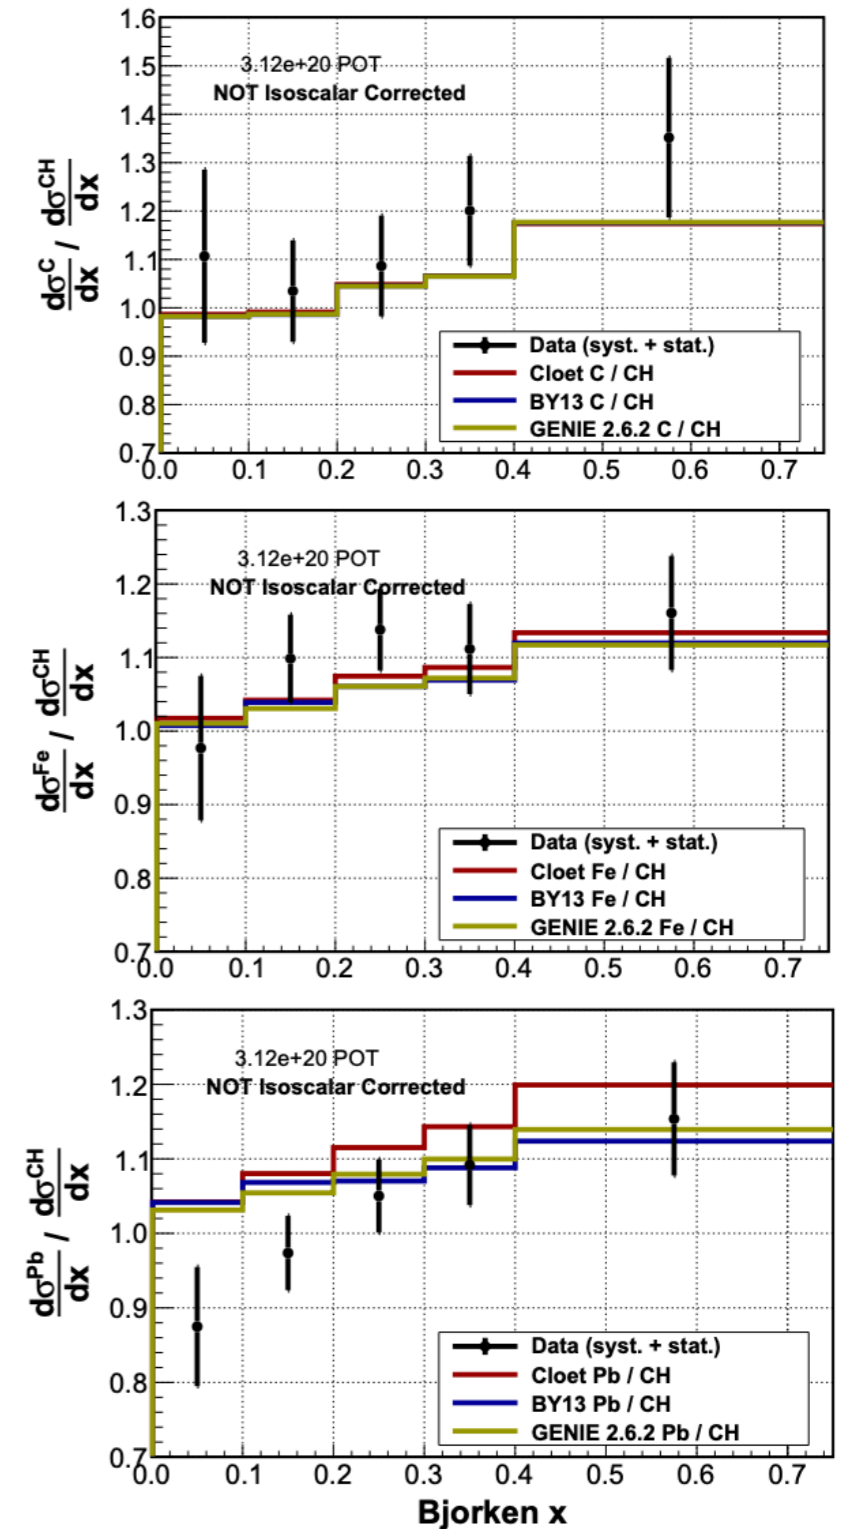 1.6
1.5
1.4
1.3
1.2
1.1
1.0
0.9
0.8
0.7
3.12e+20 POT
NOT Isoscalar Corrected
dσ^C / dσ^CH
dx dx
Data (syst. + stat.)
Cloet C / CH
BY13 C / CH
GENIE 2.6.2 C / CH
0.0 0.1 0.2 0.3 0.4 0.5 0.6 0.7
1.3
1.2
1.1
1.0
0.9
0.8
0.7
3.12e+20 POT
NOT Isoscalar Corrected
dσ^Fe / dσ^CH
dx dx
Data (syst. + stat.)
Cloet Fe / CH
BY13 Fe / CH
GENIE 2.6.2 Fe / CH
0.0 0.1 0.2 0.3 0.4 0.5 0.6 0.7
1.3
1.2
1.1
1.0
0.9
0.8
0.7
3.12e+20 POT
NOT Isoscalar Corrected
dσ^Pb / dσ^CH
dx dx
Data (syst. + stat.)
Cloet Pb / CH
BY13 Pb / CH
GENIE 2.6.2 Pb / CH
0.0 0.1 0.2 0.3 0.4 0.5 0.6 0.7
Bjorken x